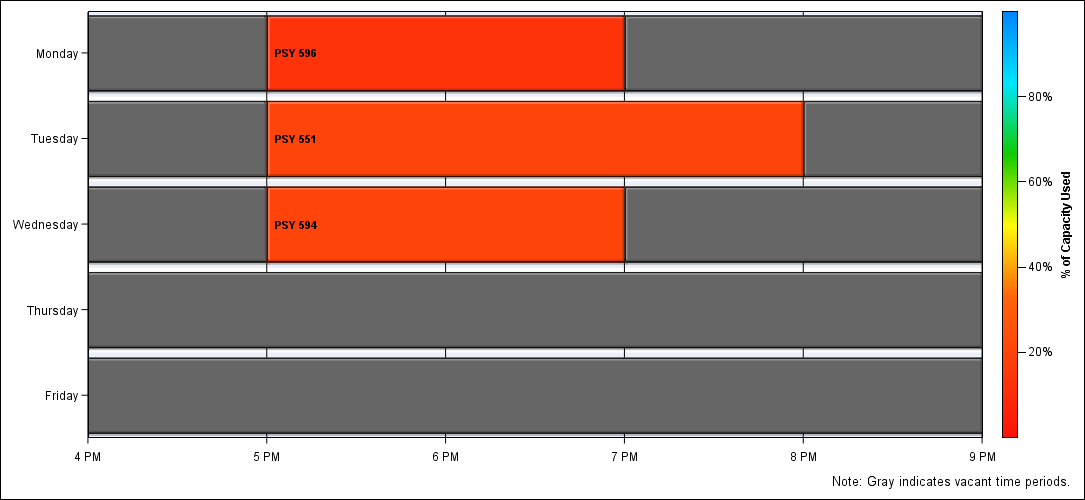 Monday
PSY 596
Tuesday
PSY 551
Wednesday
PSY 594
Thursday
Friday
4 PM
5 PM
6 PM
7 PM
8 PM
9 PM
80%
60%
40%
20%
% of Capacity Used
Note: Gray indicates vacant time periods.